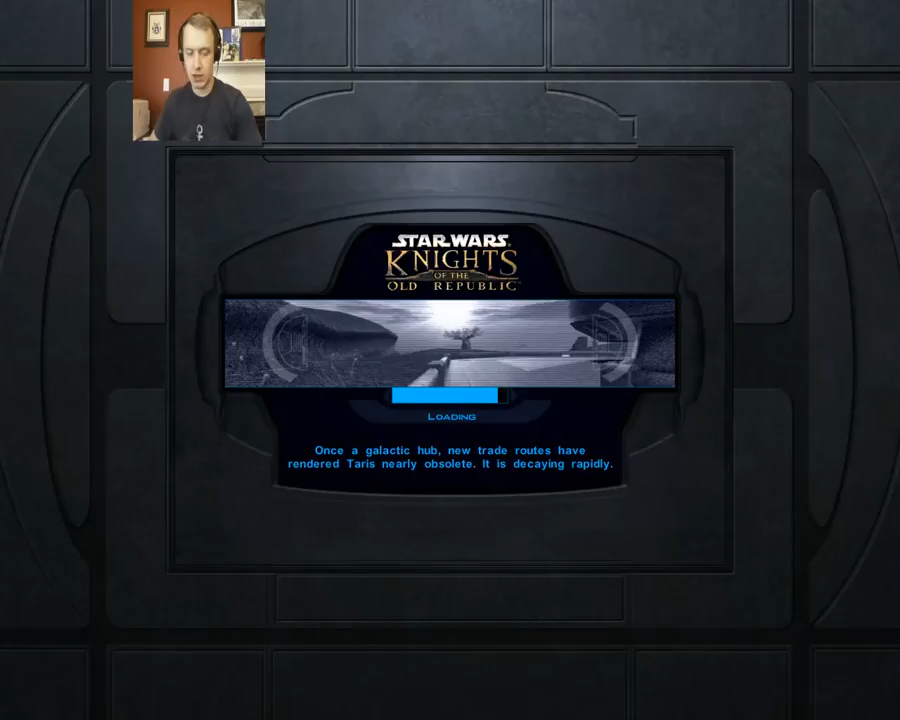 STAR WARS
KNIGHTS
OF THE
OLD REPUBLIC
LOADING
Once a galactic hub, new trade routes have
rendered Taris nearly obsolete. It is decaying rapidly.